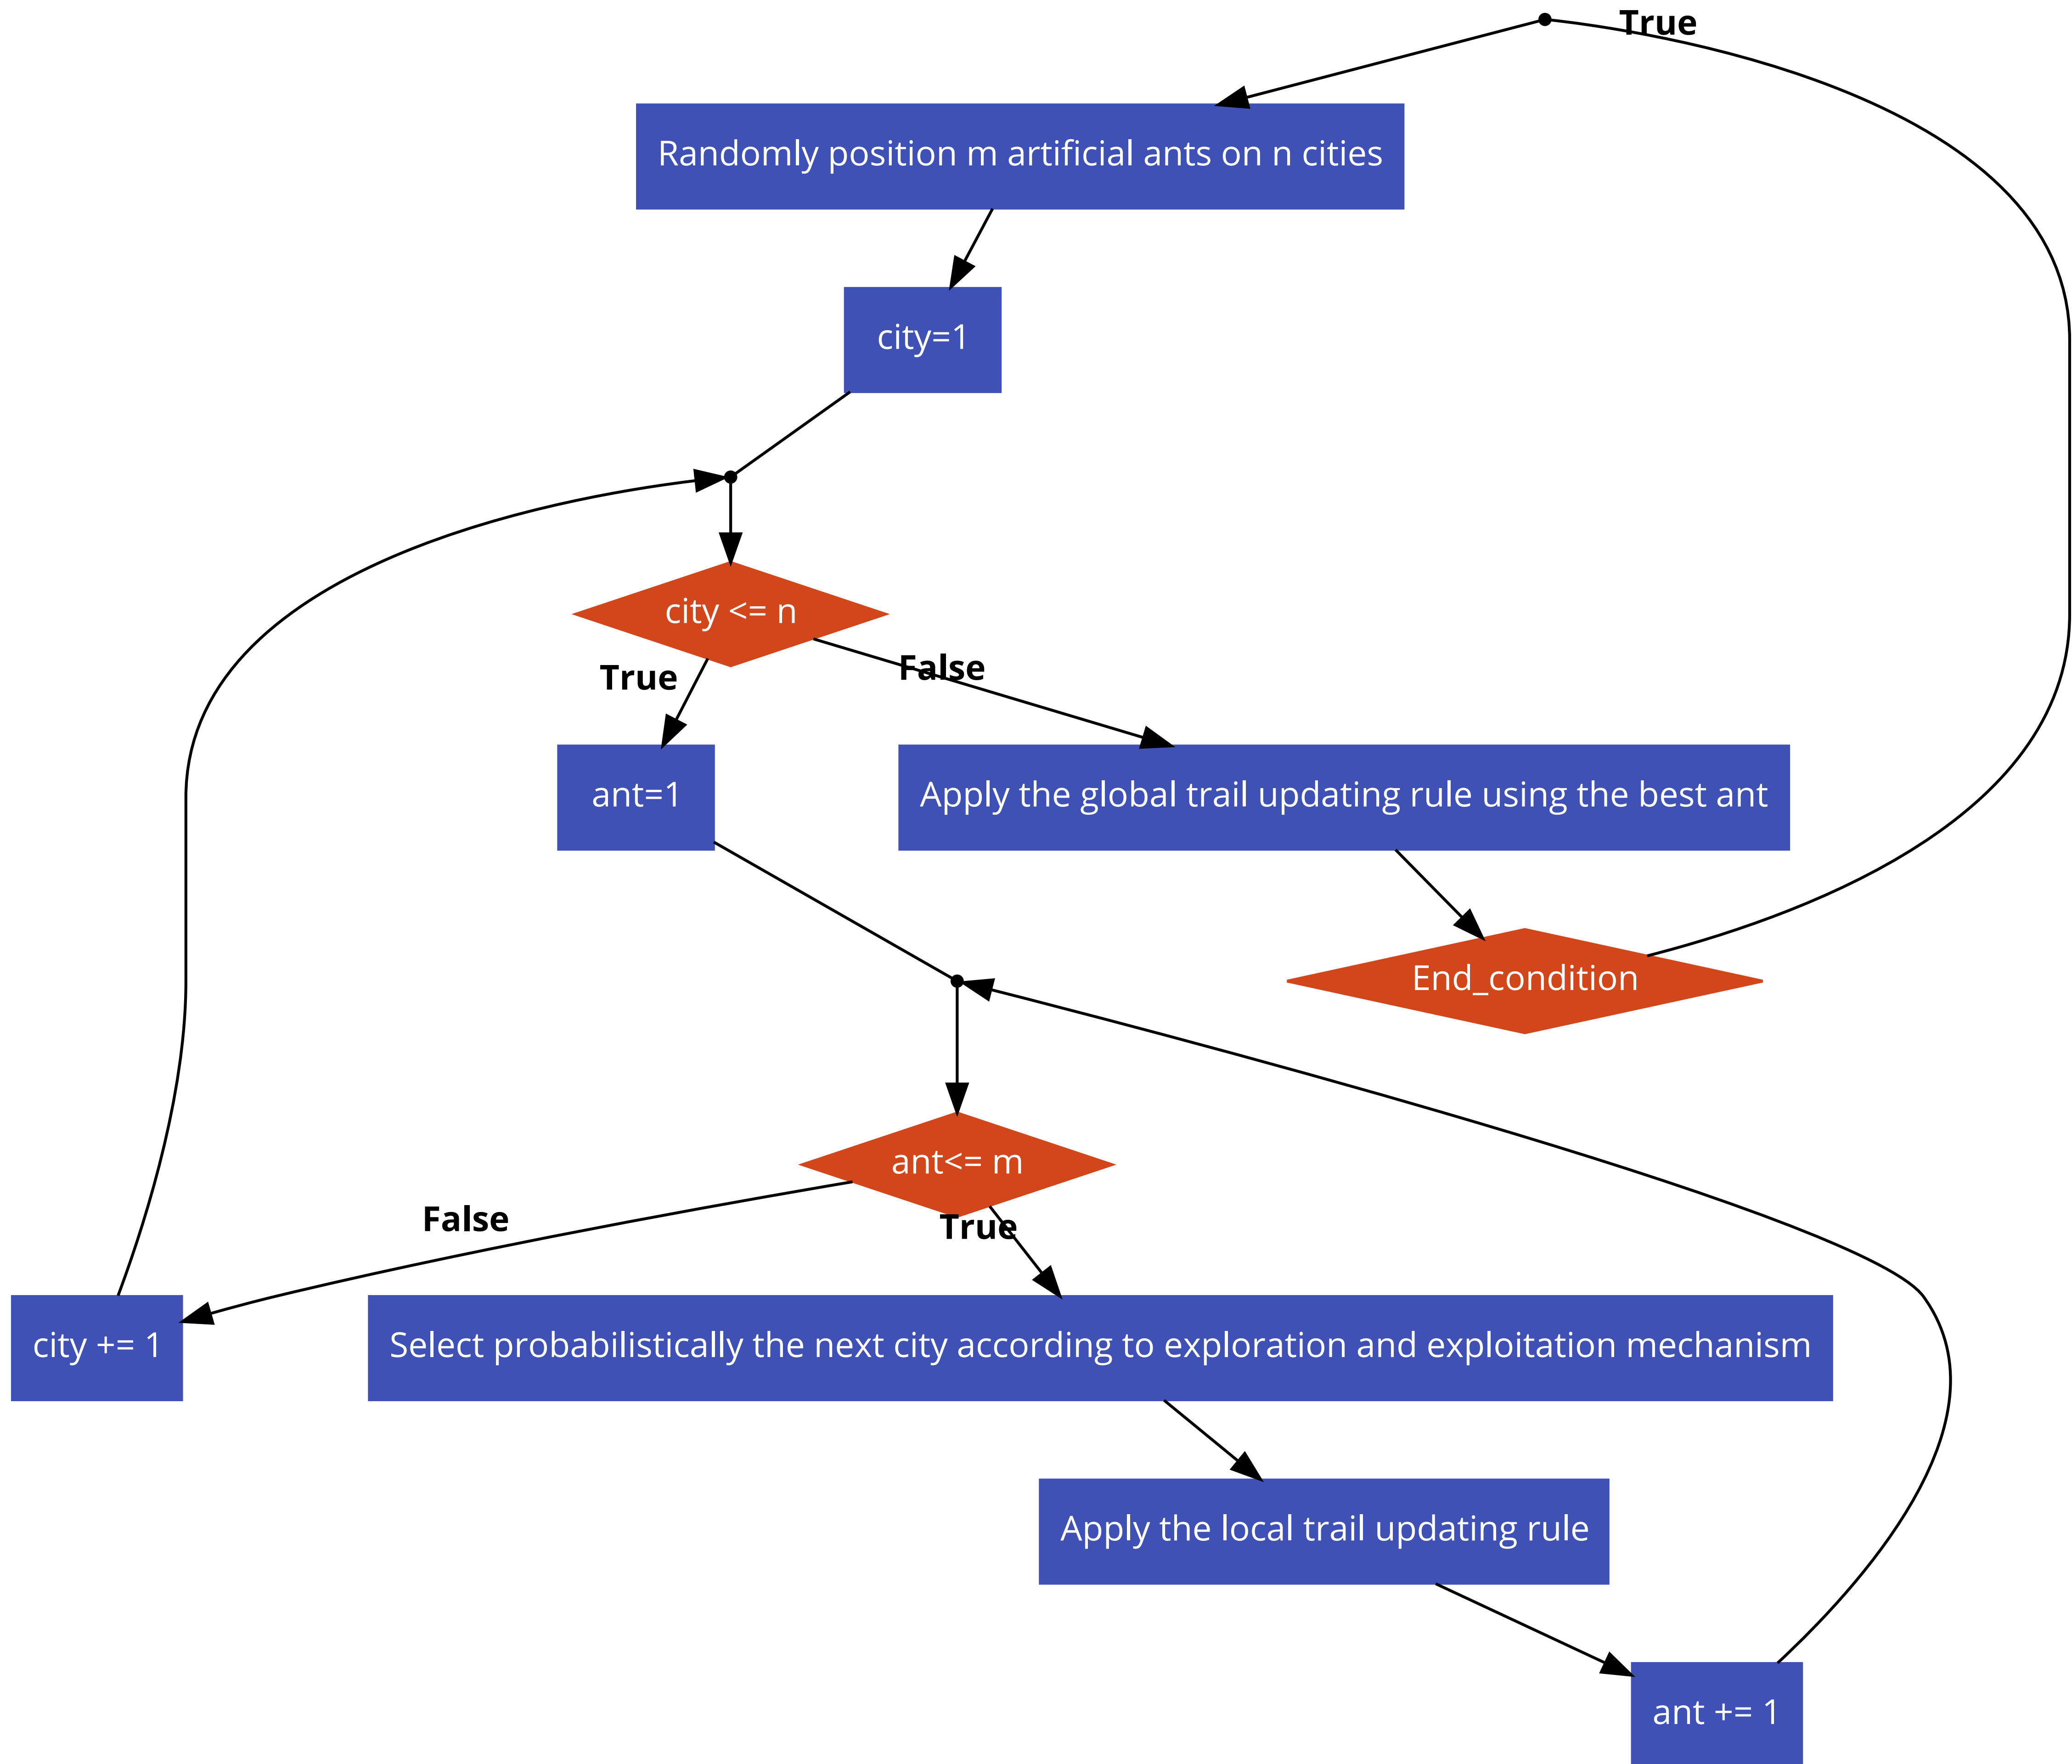 True
Randomly position m artificial ants on n cities
city=1
city <= n
True
False
ant=1
Apply the global trail updating rule using the best ant
End_condition
ant<= m
False
True
city += 1
Select probabilistically the next city according to exploration and exploitation mechanism
Apply the local trail updating rule
ant += 1